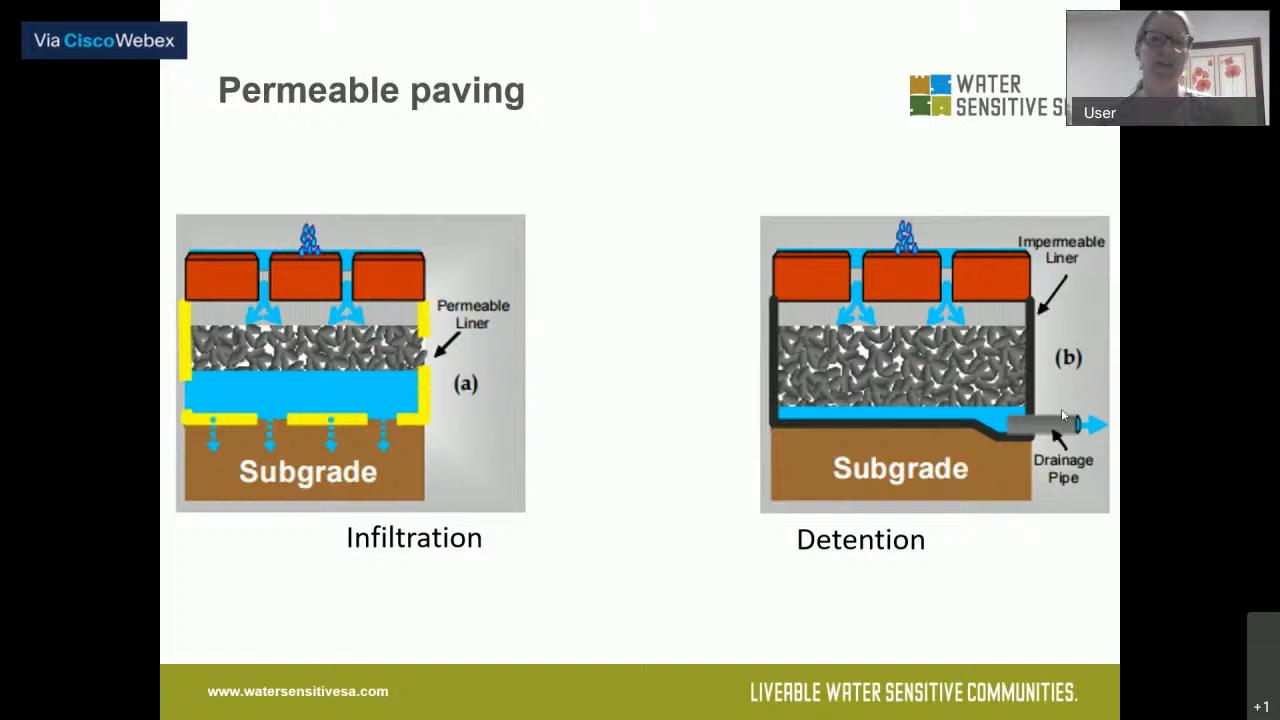 Via CiscoWebex
Permeable paving
WATER
SENSITIVE
User
Permeable
Liner
(a)
Subgrade
Infiltration
Impermeable
Liner
(b)
Subgrade
Drainage
Pipe
Detention
www.watersensitivesa.com
LIVEABLE WATER SENSITIVE COMMUNITIES.
+1